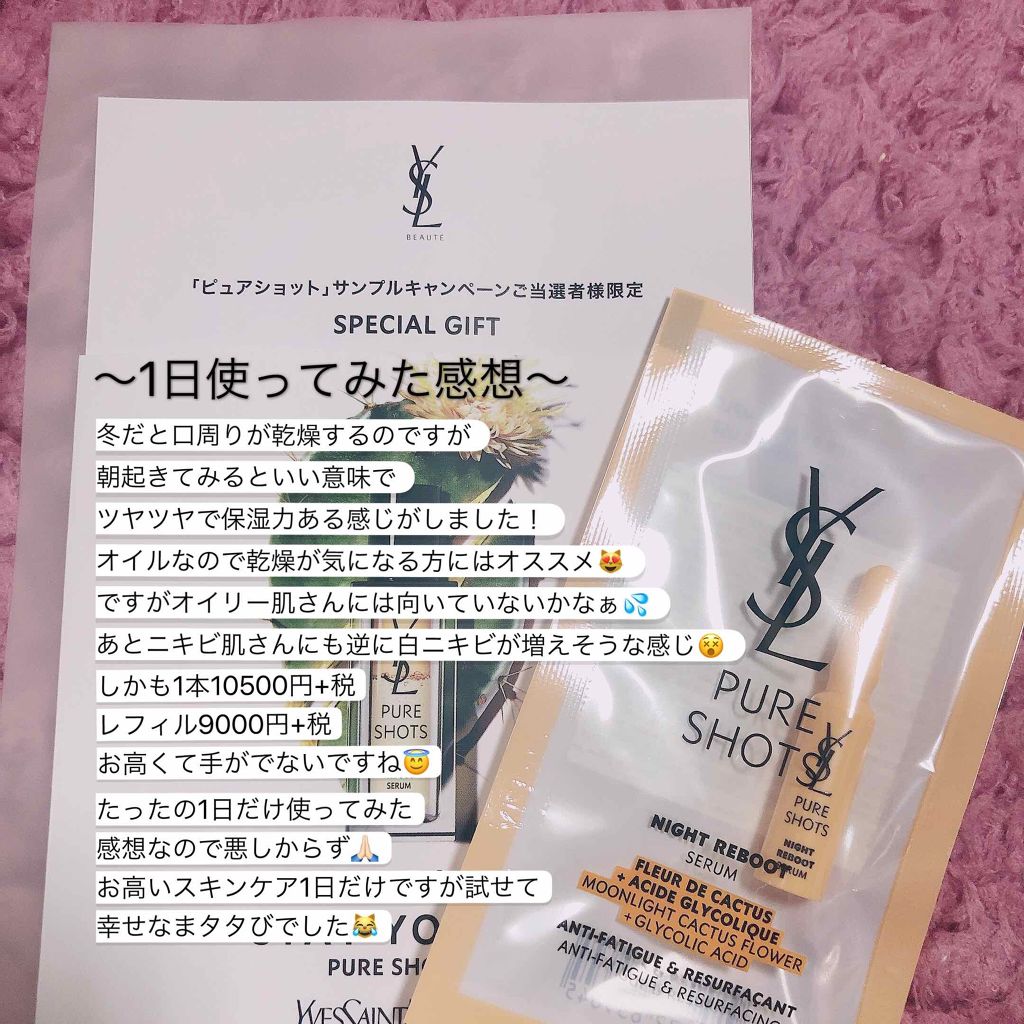 YSL
BEAUTÉ
「ピュアショット」サンプルキャンペーンご当選者様限定
SPECIAL GIFT
〜1日使ってみた感想〜
冬だと口周りが乾燥するのですが
朝起きてみるといい意味で
ツヤツヤで保湿力ある感じがしました！
オイルなので乾燥が気になる方にはオススメ😻
ですがオイリー肌さんには向いていないかなぁ💦
あとニキビ肌さんにも逆に白ニキビが増えそうな感じ😵
しかも1本10500円+税
レフィル9000円+税
お高くて手がでないですね😇
たったの1日だけ使ってみた
感想なので悪しからず🙏🏻
お高いスキンケア1日だけですが試せて
幸せなまタタびでした😹
PURE
SHOTS
SERUM
PURE SHO
YVES SAINT
YSL
PURE
SHOTS
NIGHT REBOOT
SERUM
FLEUR DE CACTUS
+ ACIDE GLYCOLIQUE
MOONLIGHT CACTUS FLOWER
+ GLYCOLIC ACID
ANTI-FATIGUE & RESURFAÇANT
ANTI-FATIGUE & RESURFACING
YSL
PURE
SHOTS
NIGHT
REBOOT
SERUM